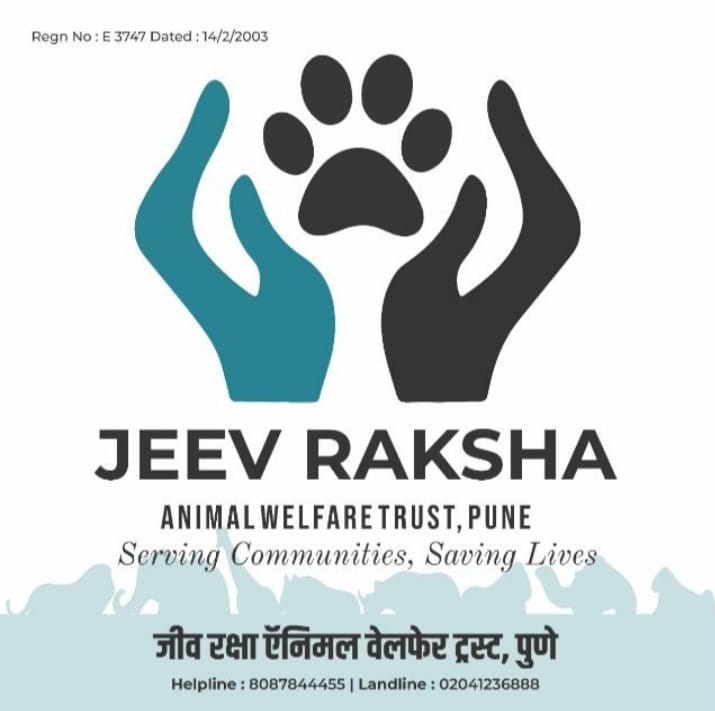 Regn No : E 3747 Dated : 14/2/2003
JEEV RAKSHA
ANIMAL WELFARE TRUST, PUNE
Serving Communities, Saving Lives
जीव रक्षा ऍनिमल वेलफेर ट्रस्ट, पुणे
Helpline : 8087844455 | Landline : 02041236888